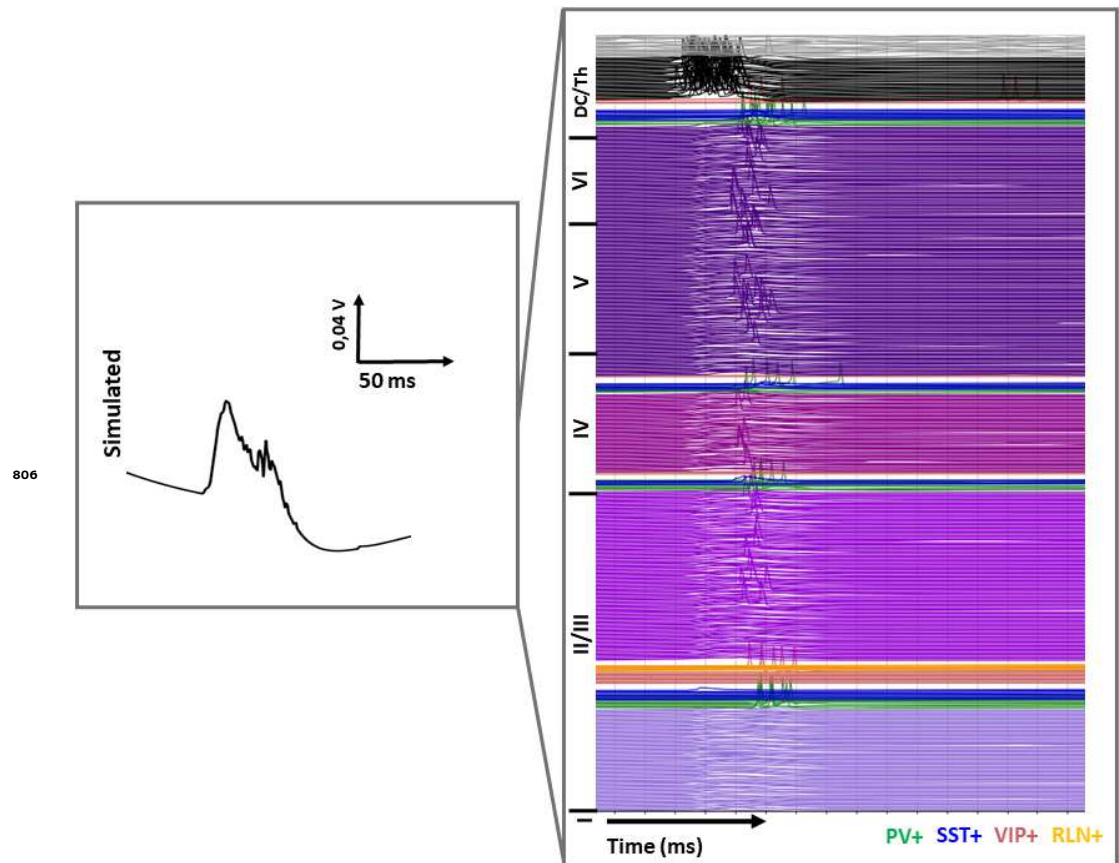 806
Simulated
0,04 V
50 ms
DC/Th
VI
V
IV
II/III
I
Time (ms)
PV+ SST+ VIP+ RLN+